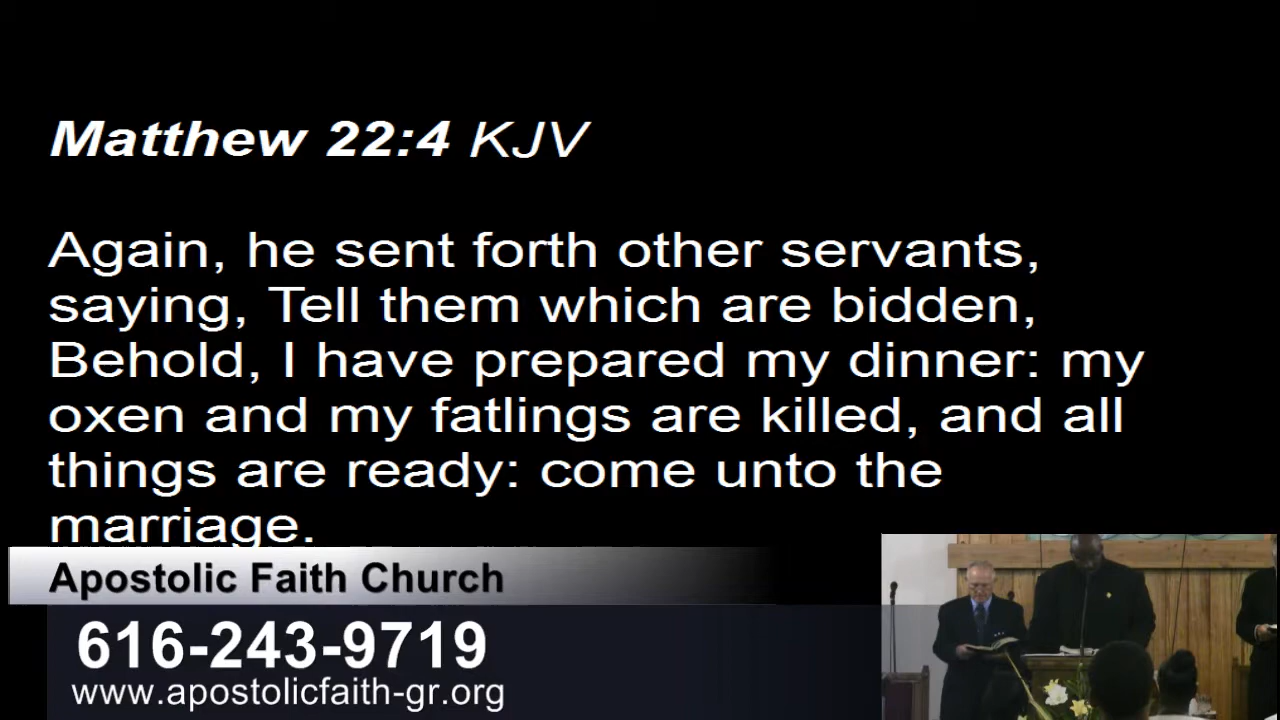 Matthew 22:4 KJV
Again, he sent forth other servants,
saying, Tell them which are bidden,
Behold, I have prepared my dinner: my
oxen and my fatlings are killed, and all
things are ready: come unto the
marriage.
Apostolic Faith Church
616-243-9719
www.apostolicfaith-gr.org